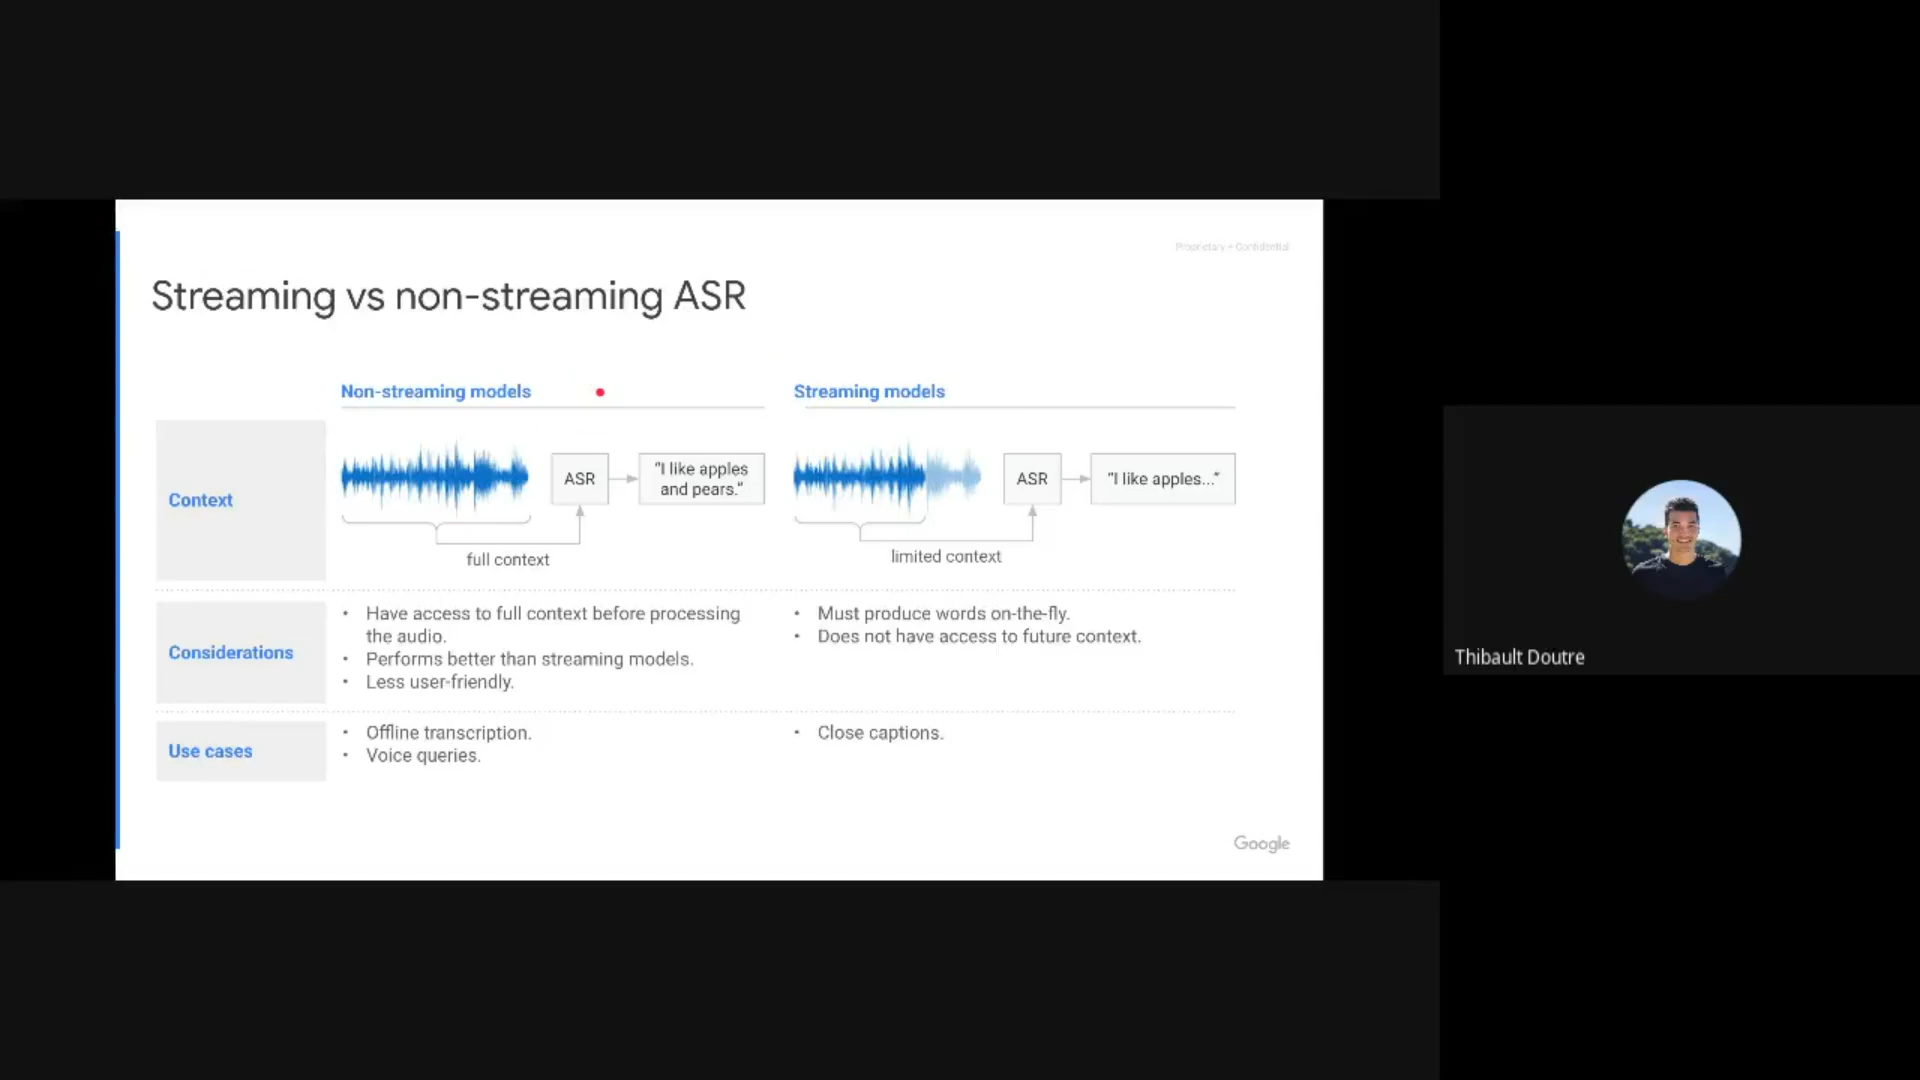 Proprietary + Confidential
Streaming vs non-streaming ASR
Non-streaming models
Streaming models
Context
ASR
"I like apples
and pears."
full context
ASR
"I like apples..."
limited context
Considerations
• Have access to full context before processing
the audio.
• Performs better than streaming models.
• Less user-friendly.
• Must produce words on-the-fly.
• Does not have access to future context.
Use cases
• Offline transcription.
• Voice queries.
• Close captions.
Google
Thibault Doutre